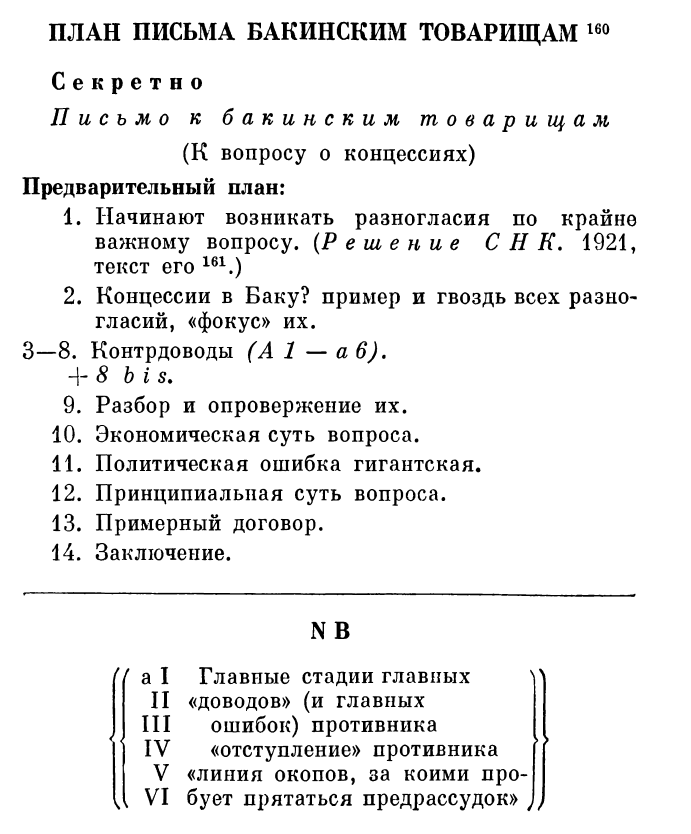 ПЛАН ПИСЬМА БАКИНСКИМ ТОВАРИЩАМ 160
Секретно
Письмо к бакинским товарищам
(К вопросу о концессиях)
Предварительный план:
1. Начинают возникать разногласия по крайне
важному вопросу. (Решение СНК. 1921,
текст его 161.)
2. Концессии в Баку? пример и гвоздь всех разно-
гласий, «фокус» их.
3—8. Контрдоводы (А 1 — а 6).
+ 8 bis.
9. Разбор и опровержение их.
10. Экономическая суть вопроса.
11. Политическая ошибка гигантская.
12. Принципиальная суть вопроса.
13. Примерный договор.
14. Заключение.
NB
а I Главные стадии главных
II «доводов» (и главных
III ошибок) противника
IV «отступление» противника
V «линия окопов, за коими про-
VI бует прятаться предрассудок»